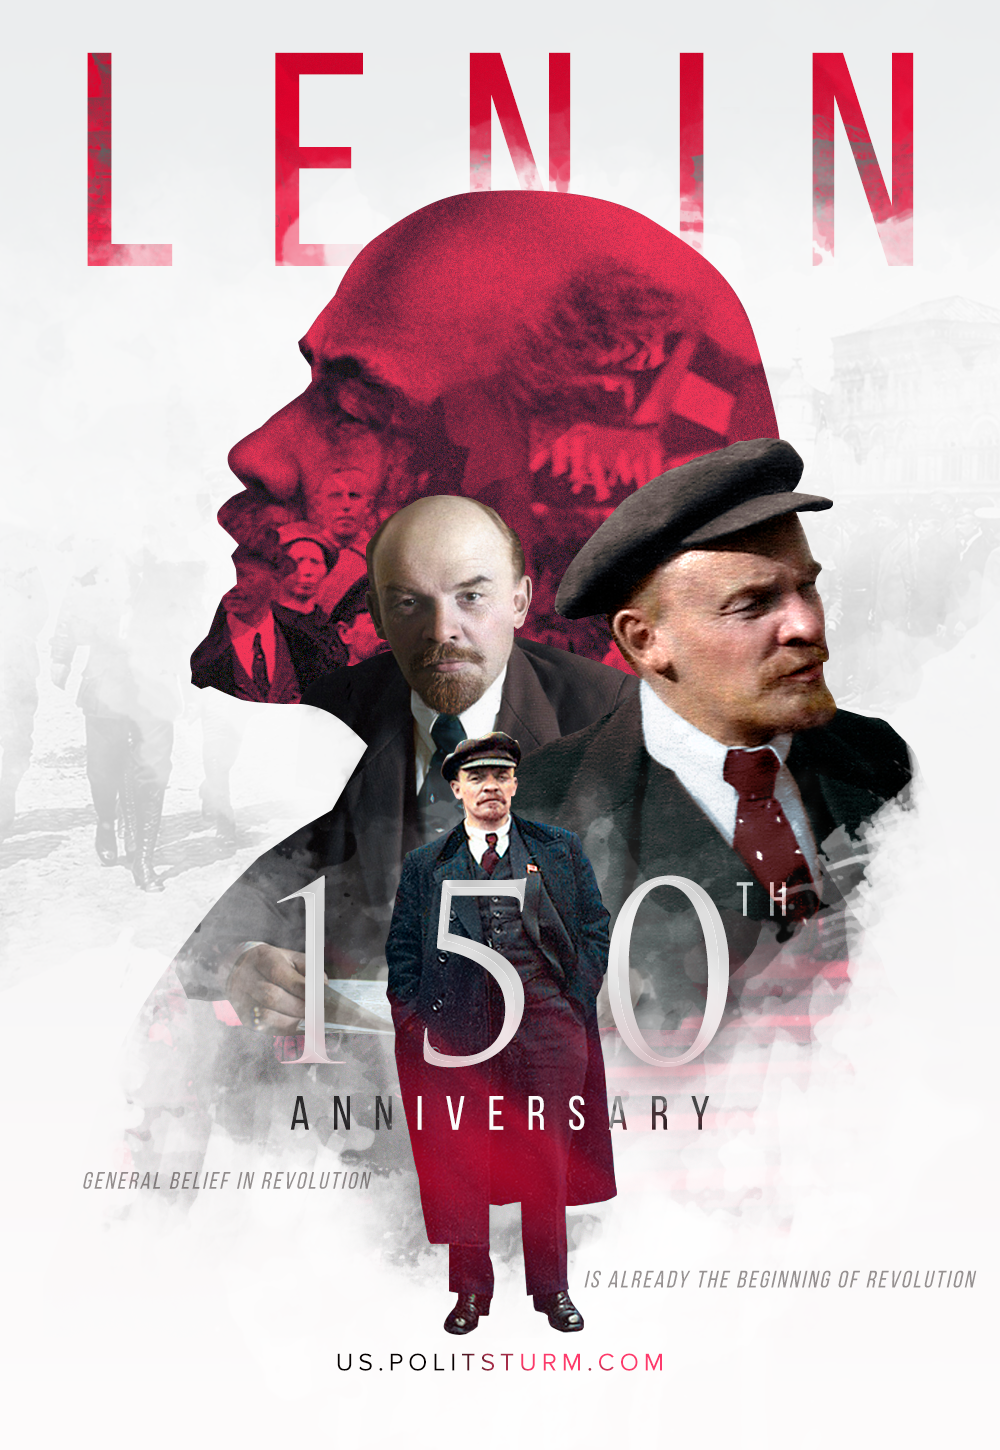 LENIN
150TH
ANNIVERSARY
GENERAL BELIEF IN REVOLUTION
IS ALREADY THE BEGINNING OF REVOLUTION
US.POLITSTURM.COM